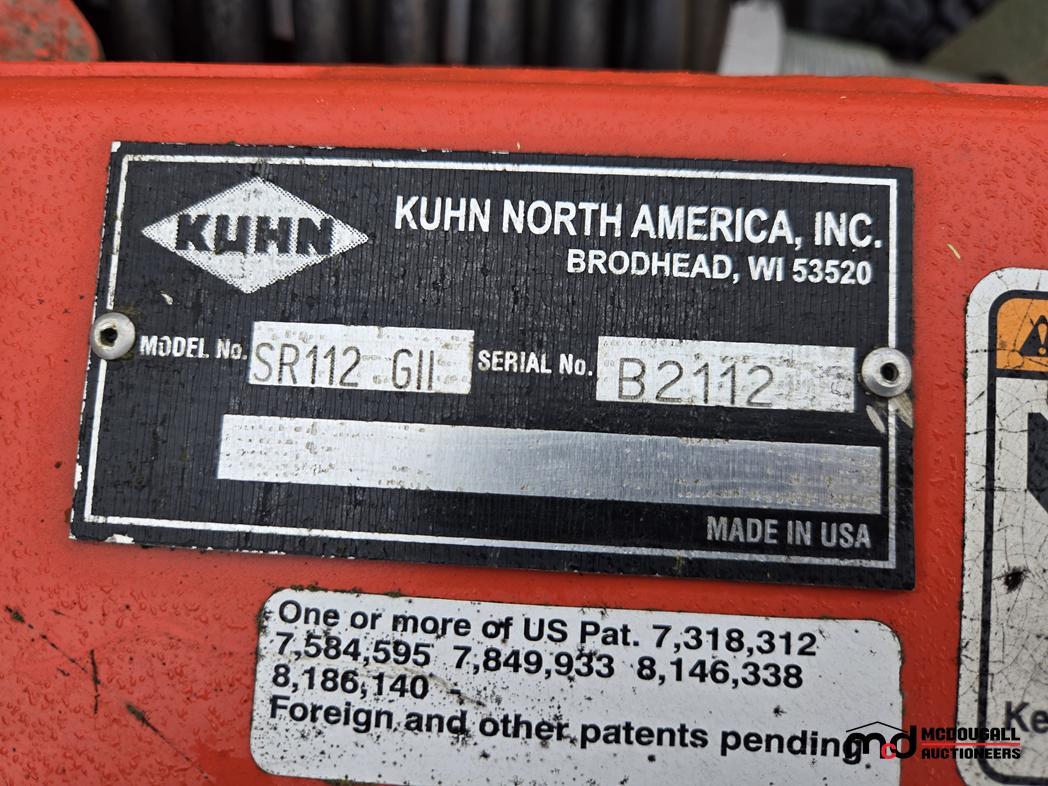 KUHN
KUHN NORTH AMERICA, INC.
BRODHEAD, WI 53520
MODEL No. SR112 GII SERIAL No. B2112
MADE IN USA
One or more of US Pat. 7,318,312
7,584,595 7,849,933 8,146,338
8,186,140 -
Foreign and other patents pending
Ke
mcd MCDOUGALL
AUCTIONEERS